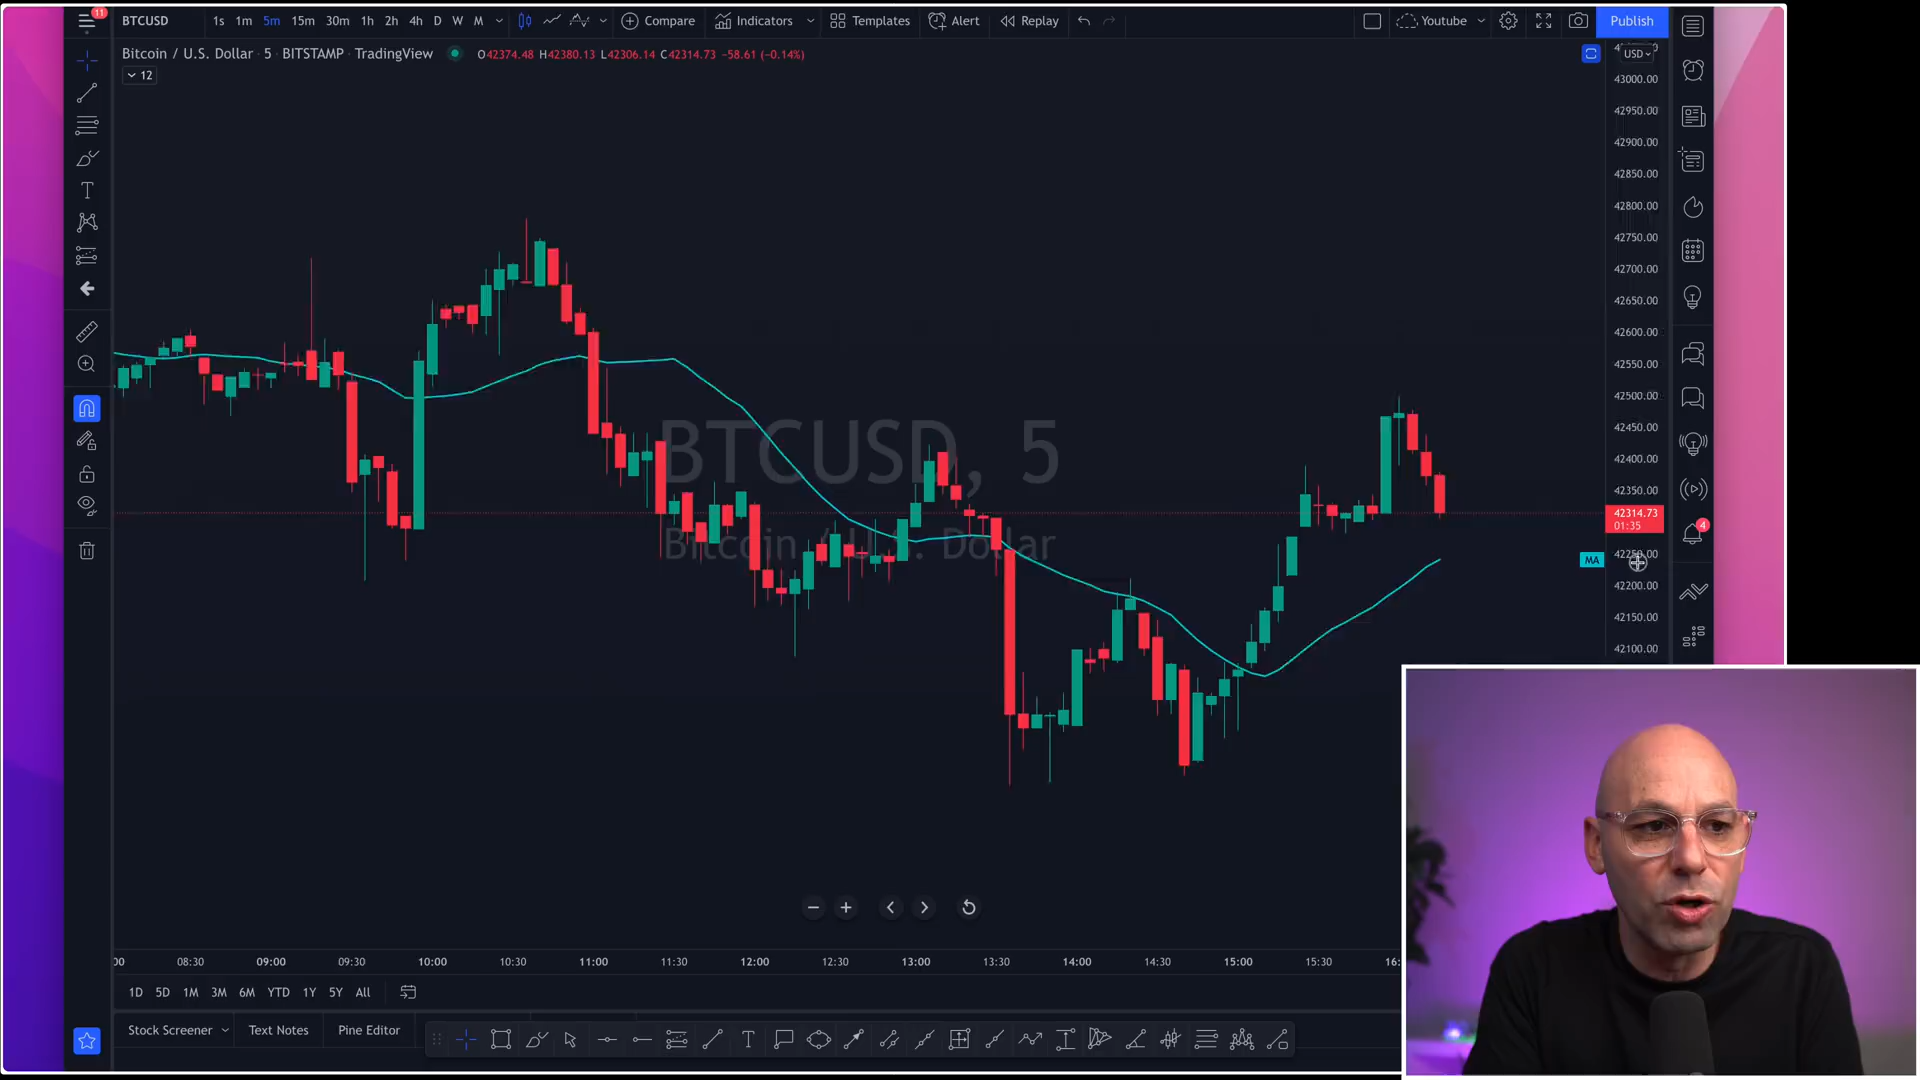 11
BTCUSD 1s 1m 5m 15m 30m 1h 2h 4h D W M Compare Indicators Templates Alert Replay Youtube Publish
Bitcoin / U.S. Dollar · 5 · BITSTAMP · TradingView O42374.48 H42380.13 L42306.14 C42314.73 -58.61 (-0.14%)
USD
12
43000.00
42950.00
42900.00
42850.00
42800.00
42750.00
42700.00
42650.00
42600.00
42550.00
42500.00
42450.00
42400.00
42350.00
42314.73
01:35
4
MA
42250.00
42200.00
42150.00
42100.00
BTCUSD, 5
Bitcoin / U.S. Dollar
08:30 09:00 09:30 10:00 10:30 11:00 11:30 12:00 12:30 13:00 13:30 14:00 14:30 15:00 15:30
1D 5D 1M 3M 6M YTD 1Y 5Y All
Stock Screener Text Notes Pine Editor